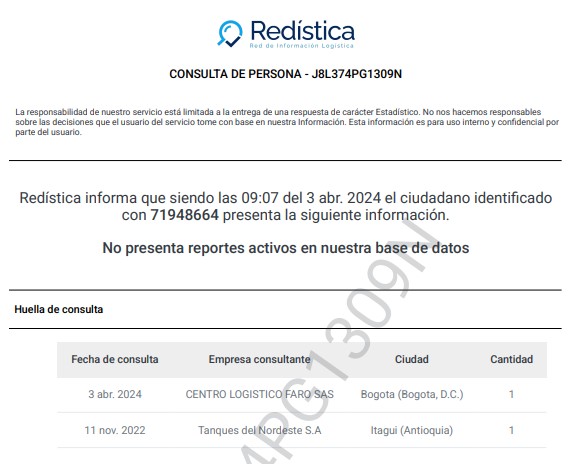 Redística
Red de Información Logística
CONSULTA DE PERSONA - J8L374PG1309N
La responsabilidad de nuestro servicio está limitada a la entrega de una respuesta de carácter Estadístico. No nos hacemos responsables
sobre las decisiones que el usuario del servicio tome con base en nuestra Información. Esta información es para uso interno y confidencial por
parte del usuario.
Redística informa que siendo las 09:07 del 3 abr. 2024 el ciudadano identificado
con 71948664 presenta la siguiente información.
No presenta reportes activos en nuestra base de datos
Huella de consulta
Fecha de consulta Empresa consultante Ciudad Cantidad
3 abr. 2024 CENTRO LOGISTICO FARO SAS Bogota (Bogota, D.C.) 1
11 nov. 2022 Tanques del Nordeste S.A Itagui (Antioquia) 1
4PG1309N